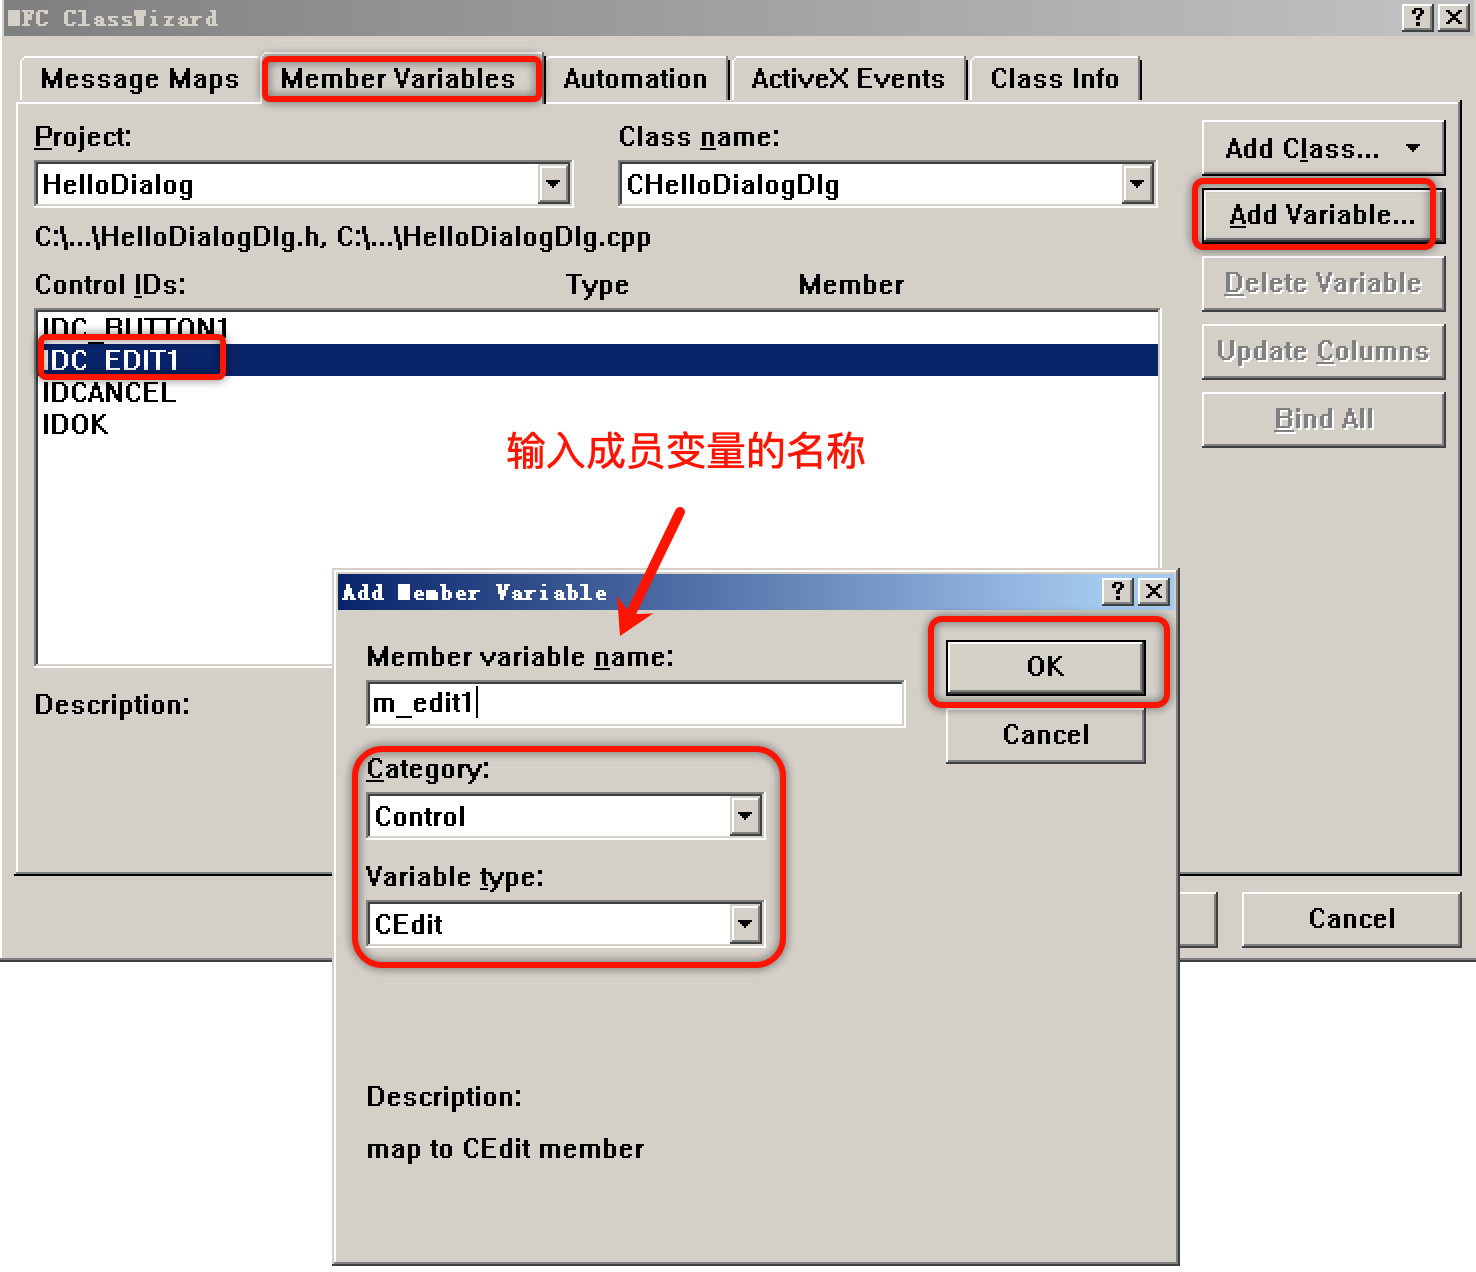 MFC ClassWizard
Message Maps
Member Variables
Automation
ActiveX Events
Class Info
Project:
Class name:
HelloDialog
CHelloDialogDlg
Add Class...
Add Variable...
C:\...\HelloDialogDlg.h, C:\...\HelloDialogDlg.cpp
Control IDs:
Type
Member
Delete Variable
IDC_BUTTON1
IDC_EDIT1
IDCANCEL
IDOK
Update Columns
Bind All
输入成员变量的名称
Add Member Variable
Member variable name:
m_edit1
OK
Cancel
Description:
Category:
Control
Variable type:
CEdit
Cancel
Description:
map to CEdit member